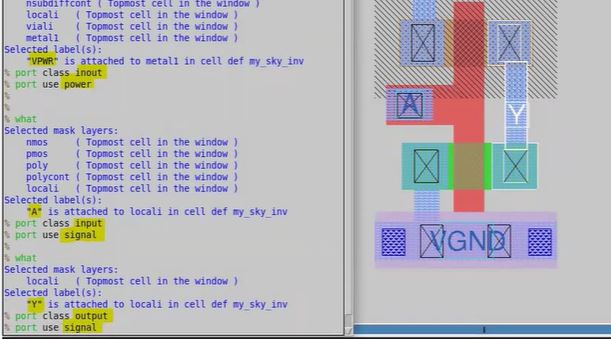 nsubdiffcont ( Topmost cell in the window )
locali ( Topmost cell in the window )
viali ( Topmost cell in the window )
metal1 ( Topmost cell in the window )
Selected label(s):
"VPWR" is attached to metal1 in cell def my_sky_inv
% port class inout
% port use power
%
%
% what
Selected mask layers:
nmos ( Topmost cell in the window )
pmos ( Topmost cell in the window )
poly ( Topmost cell in the window )
polycont ( Topmost cell in the window )
locali ( Topmost cell in the window )
Selected label(s):
"A" is attached to locali in cell def my_sky_inv
% port class input
% port use signal
%
% what
Selected mask layers:
locali ( Topmost cell in the window )
Selected label(s):
"Y" is attached to locali in cell def my_sky_inv
% port class output
% port use signal
A
Y
VGND